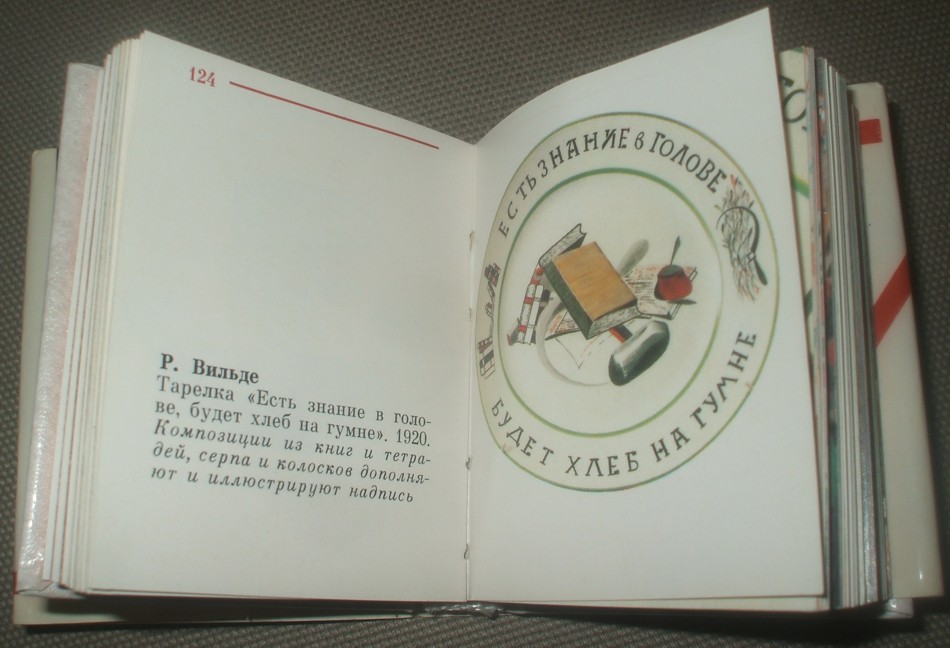 124
Р. Вильде
Тарелка «Есть знание в голо-
ве, будет хлеб на гумне». 1920.
Композиции из книг и тетра-
дей, серпа и колосков дополня-
ют и иллюстрируют надпись
ЕСТЬ ЗНАНИЕ в ГОЛОВЕ
БУДЕТ ХЛЕБ НА ГУМНЕ